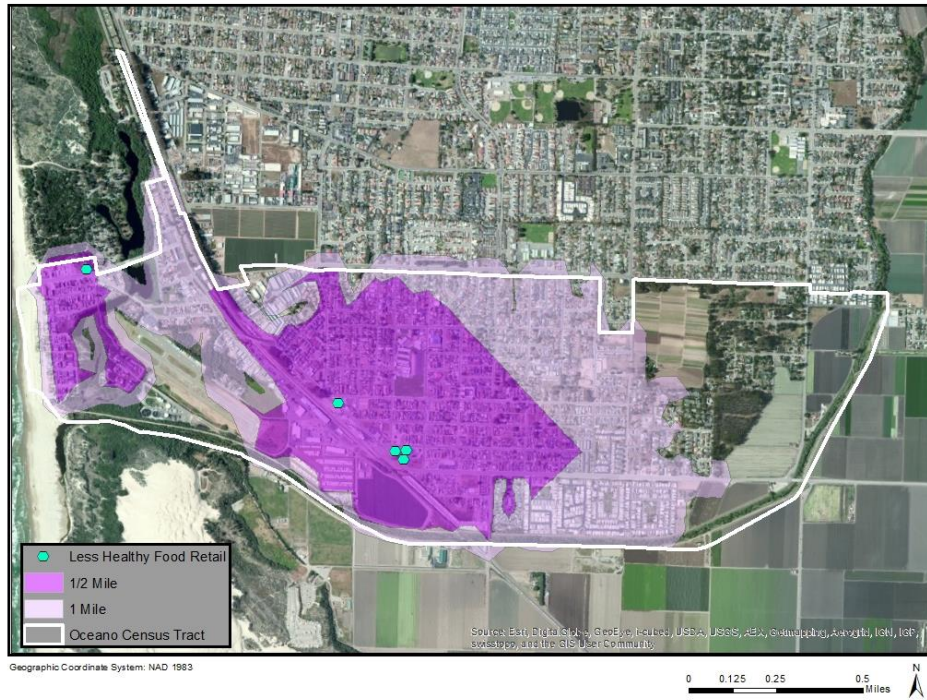 Less Healthy Food Retail
1/2 Mile
1 Mile
Oceano Census Tract
Source: Esri, DigitalGlobe, GeoEye, i-cubed, USDA, USGS, AEX, Getmapping, Aerogrid, IGN, IGP,
swisstopo, and the GIS User Community
Geographic Coordinate System: NAD 1983
N
0 0.125 0.25 0.5
Miles